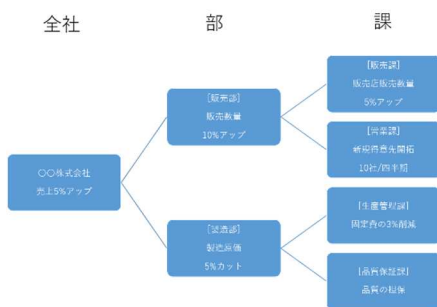 全社
部
課
〇〇株式会社
売上5%アップ
[販売部]
販売数量
10%アップ
[製造部]
製造原価
5%カット
[販売課]
販売店販売数量
5%アップ
[営業課]
新規得意先開拓
10社/四半期
[生産管理課]
固定費の3%削減
[品質保証課]
品質の担保